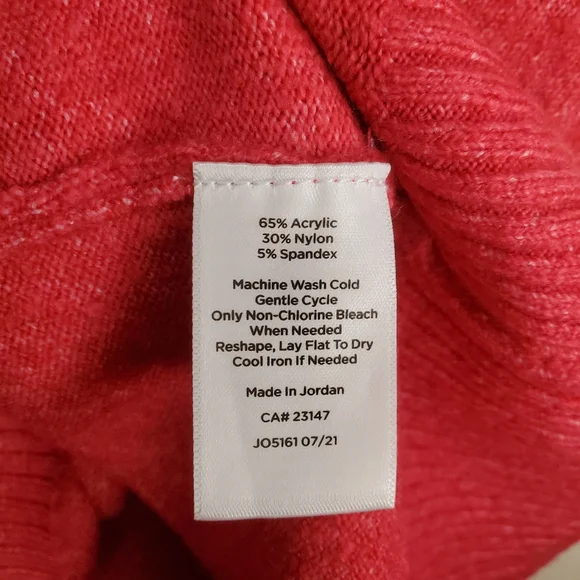 65% Acrylic
30% Nylon
5% Spandex
Machine Wash Cold
Gentle Cycle
Only Non-Chlorine Bleach
When Needed
Reshape, Lay Flat To Dry
Cool Iron If Needed
Made In Jordan
CA# 23147
JO5161 07/21